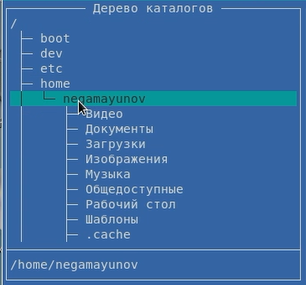 Дерево каталогов
/
boot
dev
etc
home
negamayunov
Видео
Документы
Загрузки
Изображения
Музыка
Общедоступные
Рабочий стол
Шаблоны
.cache
/home/negamayunov